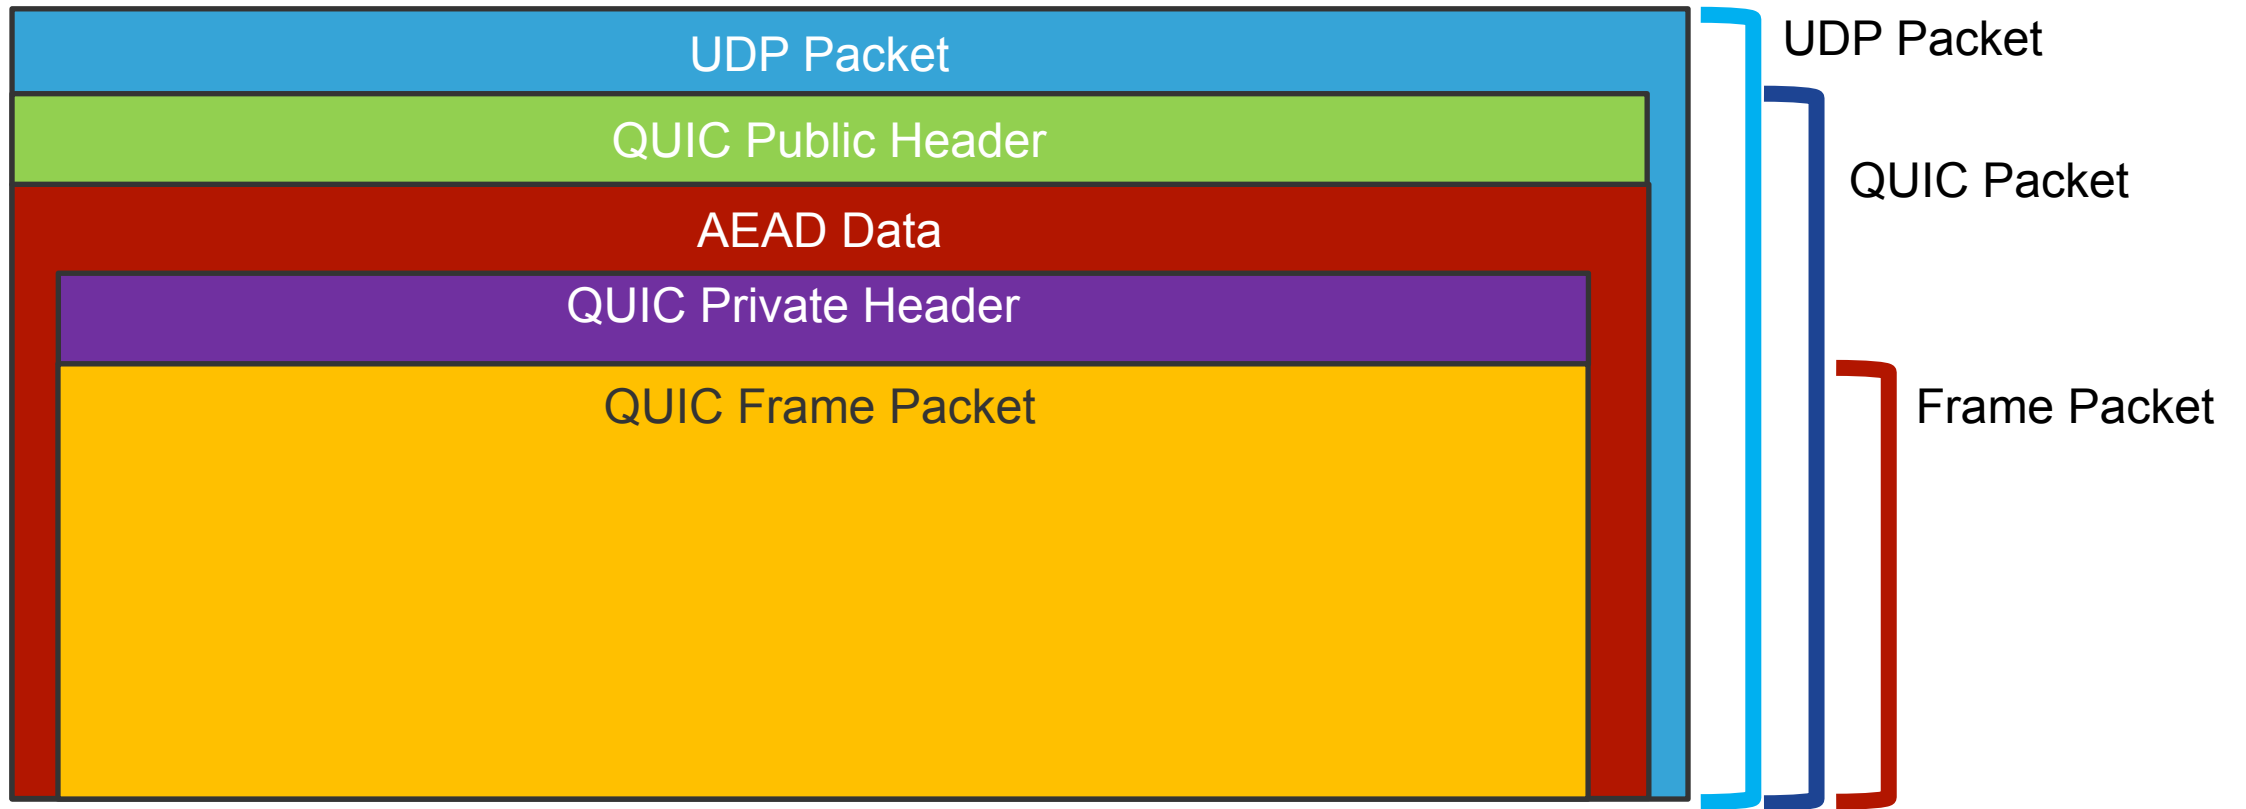 UDP Packet
UDP Packet
QUIC Public Header
QUIC Packet
AEAD Data
QUIC Private Header
QUIC Frame Packet
Frame Packet